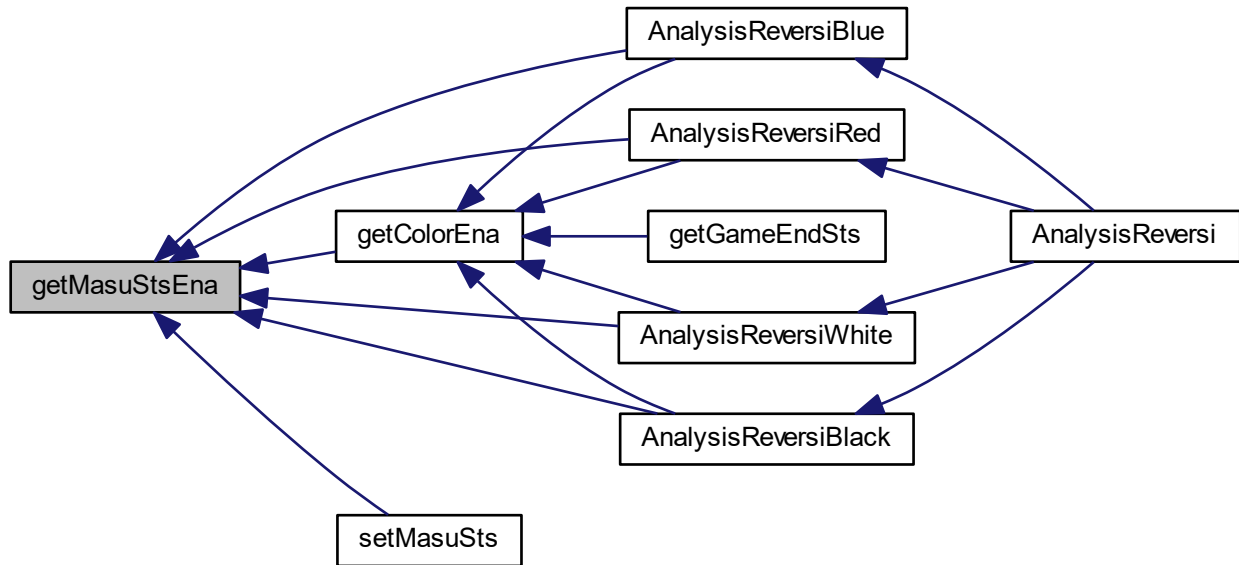 AnalysisReversiBlue
AnalysisReversiRed
getColorEna
getGameEndSts
AnalysisReversi
getMasuStsEna
AnalysisReversiWhite
AnalysisReversiBlack
setMasuSts